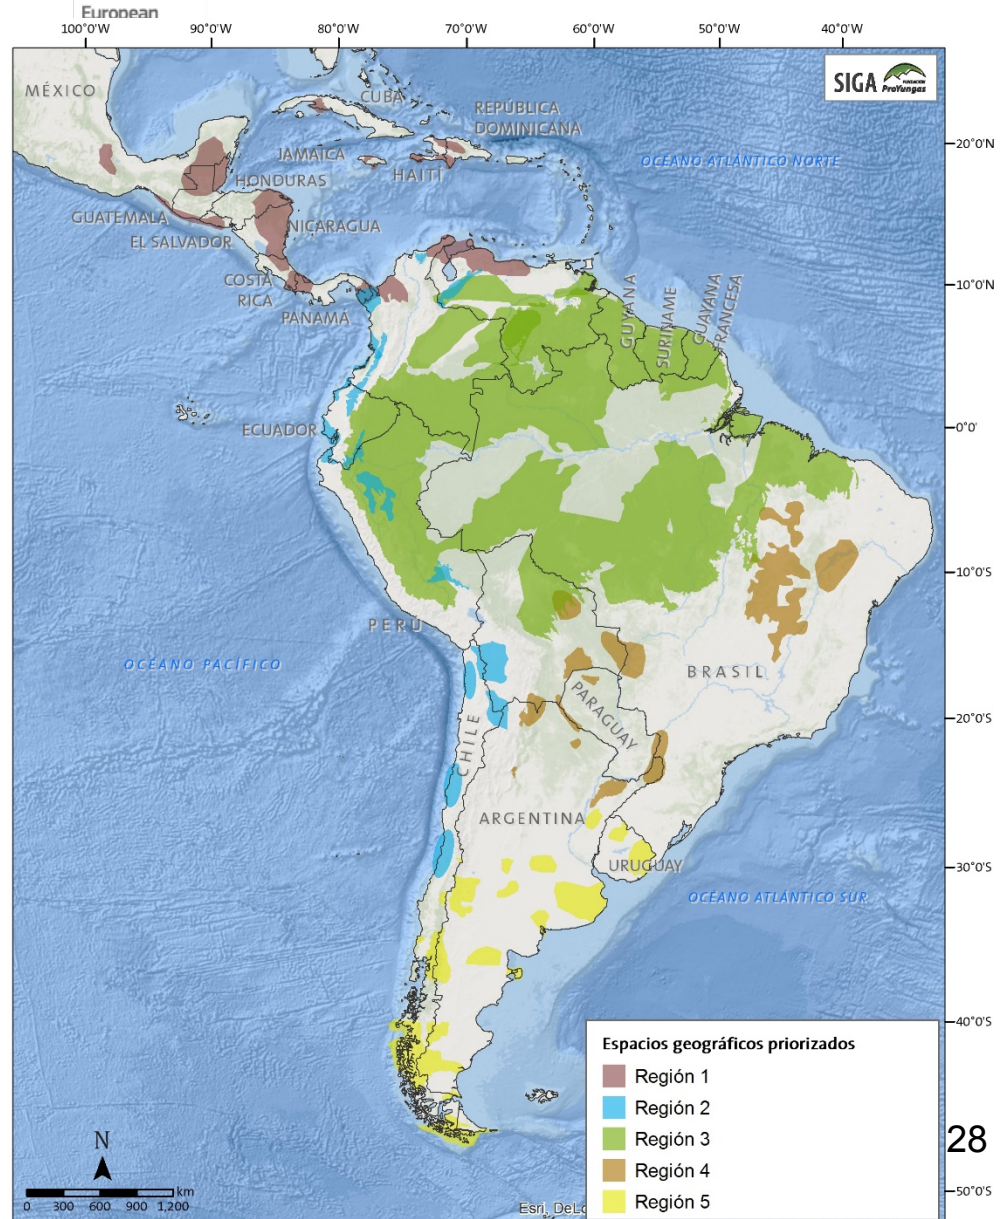 European
100°0'W 90°0'W 80°0'W 70°0'W 60°0'W 50°0'W 40°0'W
SIGA FUNDACIÓN ProYungas
MÉXICO
CUBA
REPÚBLICA
DOMINICANA
20°0'N
JAMAICA
HAITÍ
OCÉANO ATLÁNTICO NORTE
HONDURAS
GUATEMALA
NICARAGUA
EL SALVADOR
COSTA
RICA
PANAMÁ
10°0'N
GUYANA
SURINAME
GUAYANA
FRANCESA
ECUADOR
0°0'
10°0'S
PERÚ
OCÉANO PACÍFICO
BRASIL
PARAGUAY
CHILE
20°0'S
ARGENTINA
URUGUAY
30°0'S
OCÉANO ATLÁNTICO SUR
40°0'S
Espacios geográficos priorizados
Región 1
Región 2
Región 3
Región 4
Región 5
28
50°0'S
N
km
0 300 600 900 1.200
Esri, DeLo